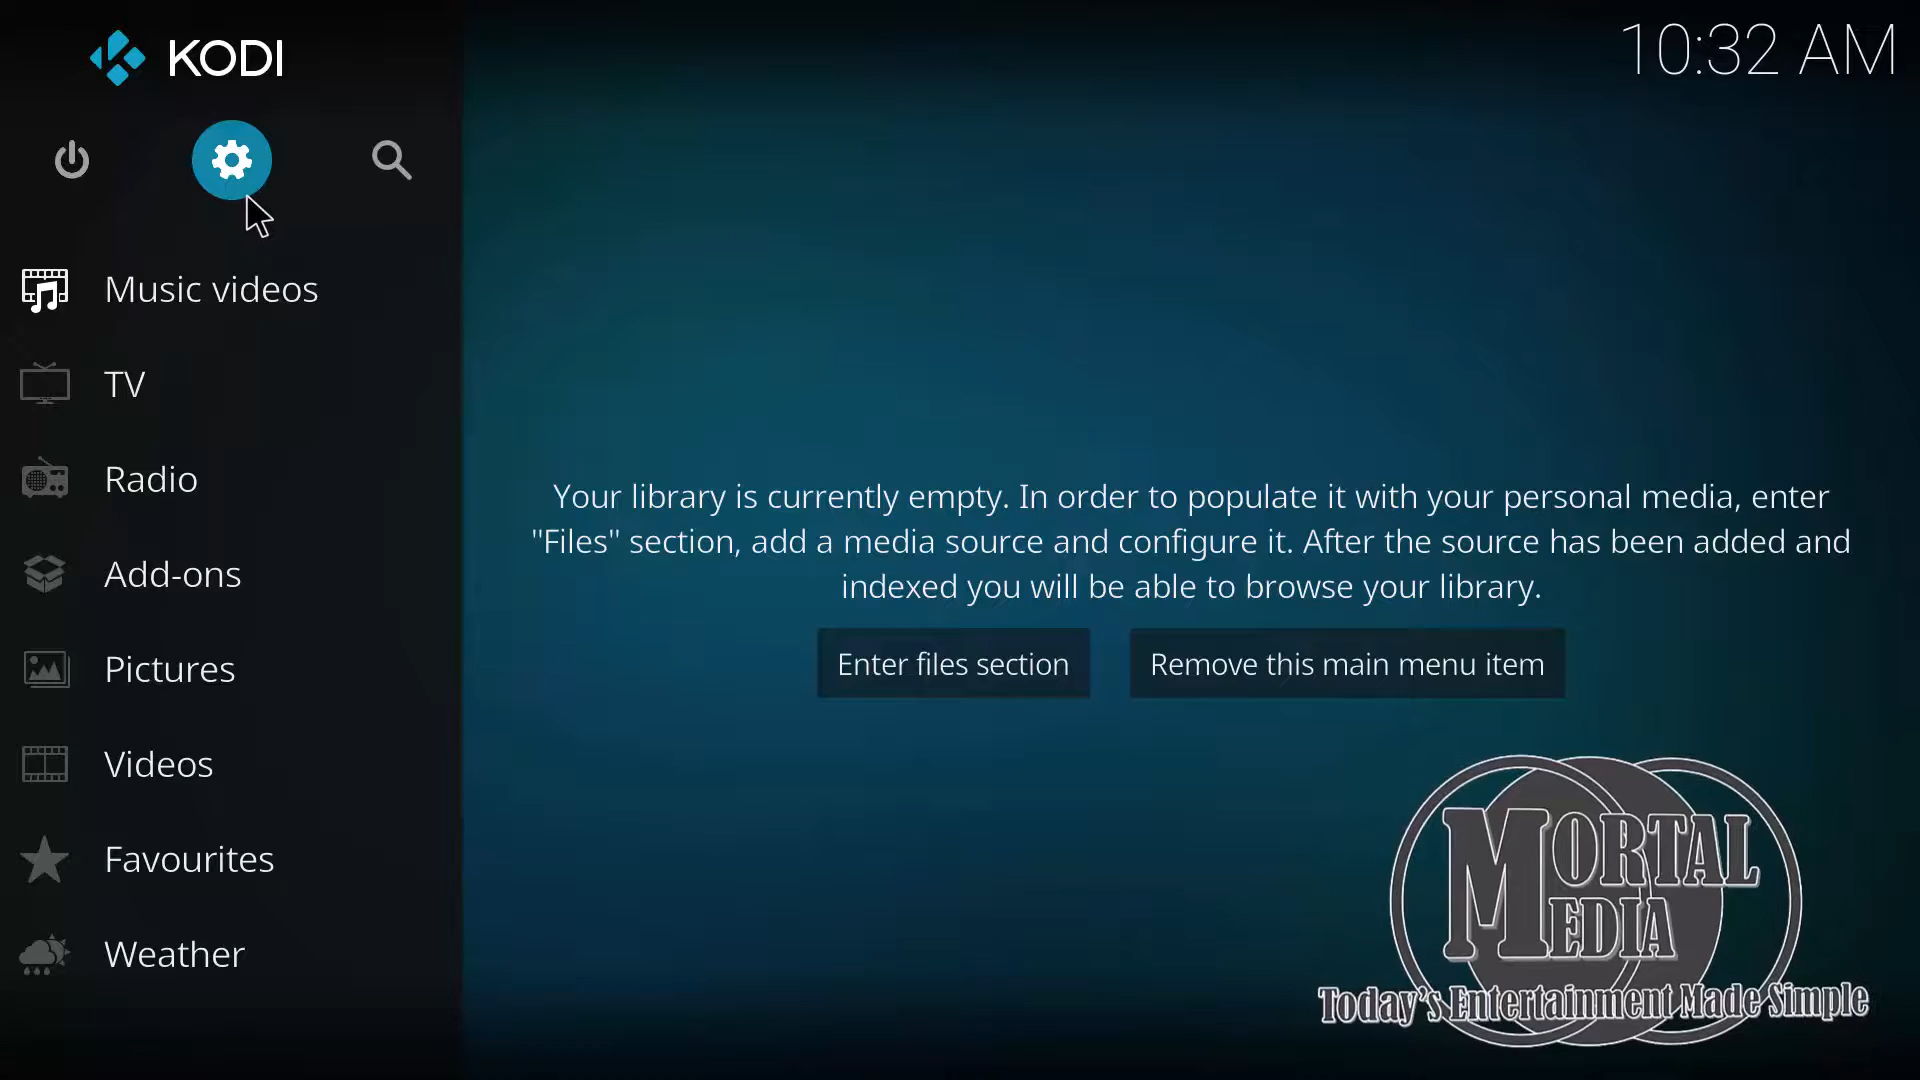 KODI
10:32 AM
Music videos
TV
Radio
Add-ons
Pictures
Videos
Favourites
Weather
Your library is currently empty. In order to populate it with your personal media, enter
"Files" section, add a media source and configure it. After the source has been added and
indexed you will be able to browse your library.
Enter files section
Remove this main menu item
MORTAL
MEDIA
Today's Entertainment Made Simple